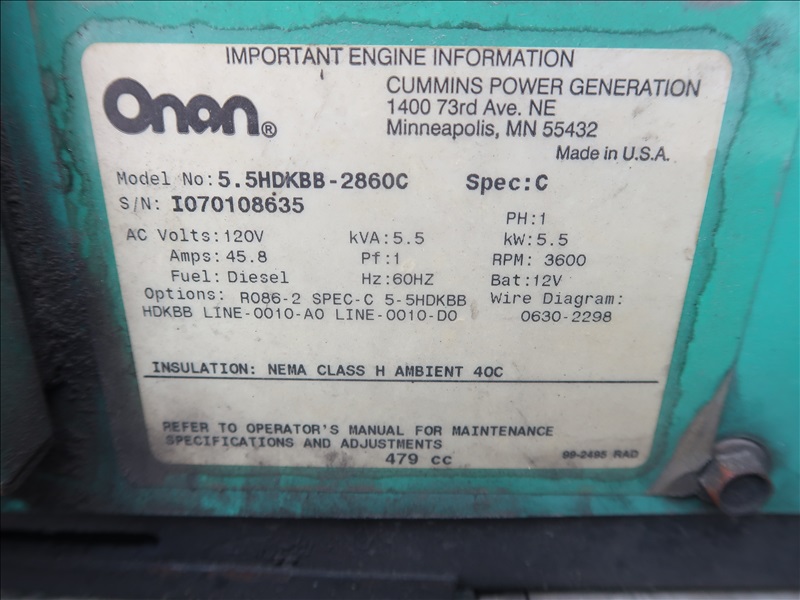 IMPORTANT ENGINE INFORMATION
Onan®
CUMMINS POWER GENERATION
1400 73rd Ave. NE
Minneapolis, MN 55432
Made in U.S.A.
Model No: 5.5HDKBB-2860C Spec:C
S/N: I070108635
PH:1
AC Volts:120V kVA:5.5 kW:5.5
Amps:45.8 Pf:1 RPM: 3600
Fuel: Diesel Hz:60HZ Bat:12V
Options: R086-2 SPEC-C 5-5HDKBB Wire Diagram:
HDKBB LINE-0010-A0 LINE-0010-D0 0630-2298
INSULATION: NEMA CLASS H AMBIENT 40C
REFER TO OPERATOR'S MANUAL FOR MAINTENANCE
SPECIFICATIONS AND ADJUSTMENTS
479 cc
99-2495 RAD